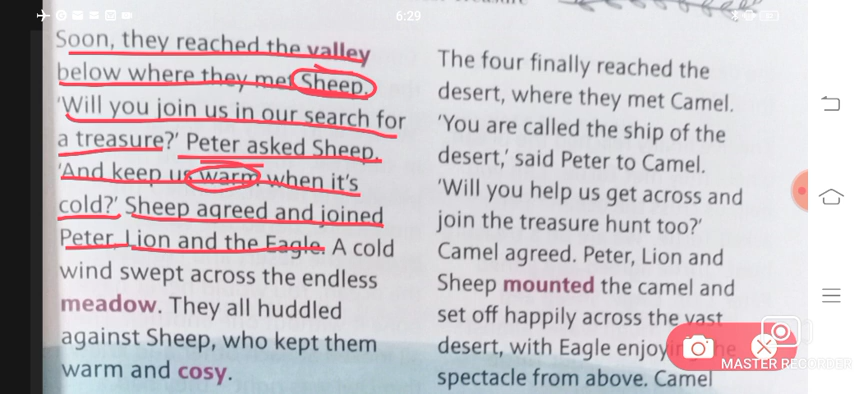 6:29
Soon, they reached the valley
below where they met Sheep.
'Will you join us in our search for
a treasure?' Peter asked Sheep.
'And keep us warm when it's
cold?' Sheep agreed and joined
Peter, Lion and the Eagle. A cold
wind swept across the endless
meadow. They all huddled
against Sheep, who kept them
warm and cosy.
The four finally reached the
desert, where they met Camel.
'You are called the ship of the
desert,' said Peter to Camel.
'Will you help us get across and
join the treasure hunt too?'
Camel agreed. Peter, Lion and
Sheep mounted the camel and
set off happily across the vast
desert, with Eagle enjoying the
spectacle from above. Camel
MASTER RECORDER